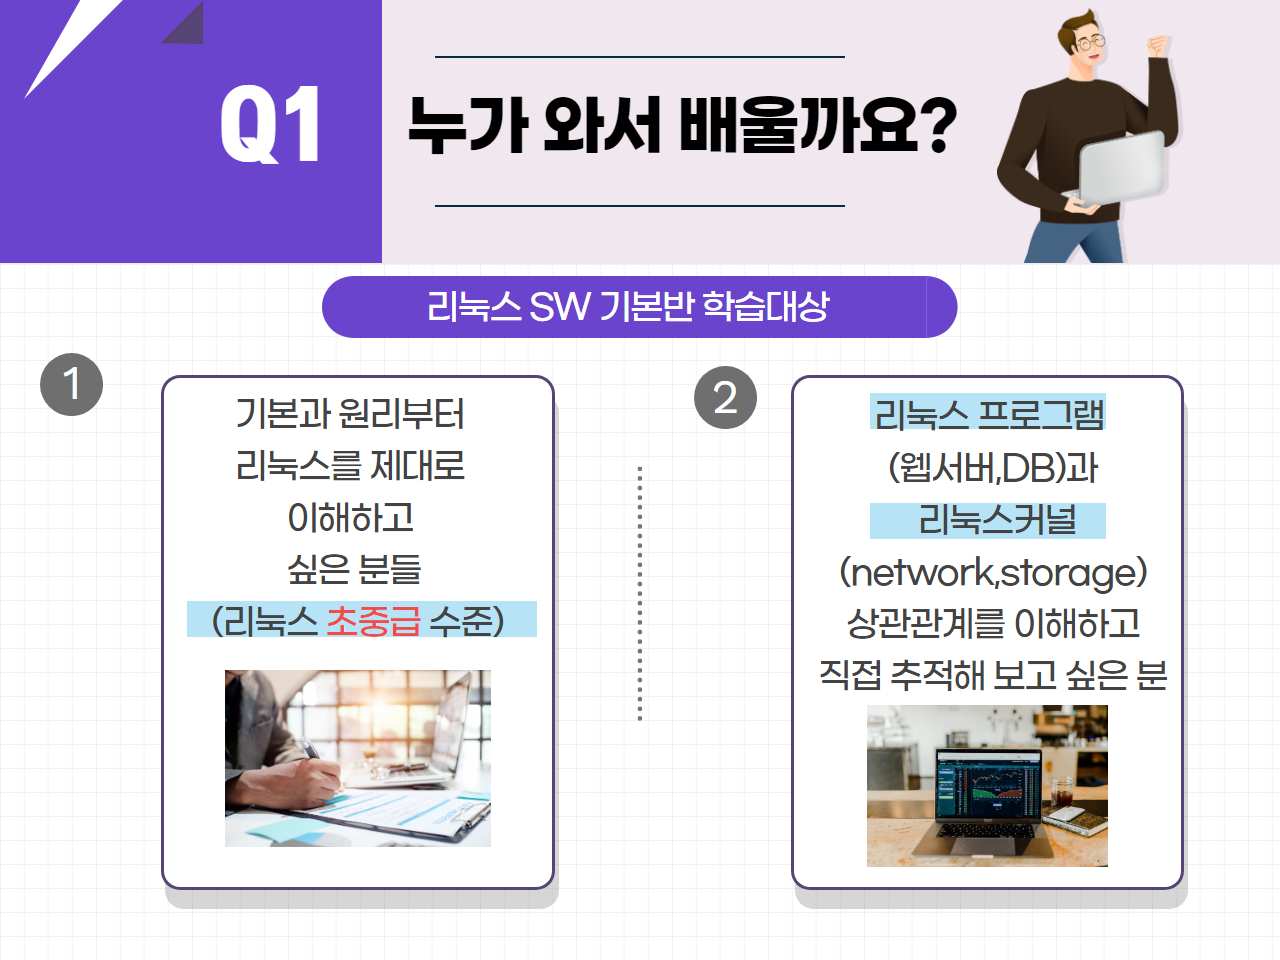 Q1
누가 와서 배울까요?
리눅스 SW 기본반 학습대상
1
기본과 원리부터
리눅스를 제대로
이해하고
싶은 분들
(리눅스 초중급 수준)
2
리눅스 프로그램
(웹서버,DB)과
리눅스커널
(network,storage)
상관관계를 이해하고
직접 추적해 보고 싶은 분